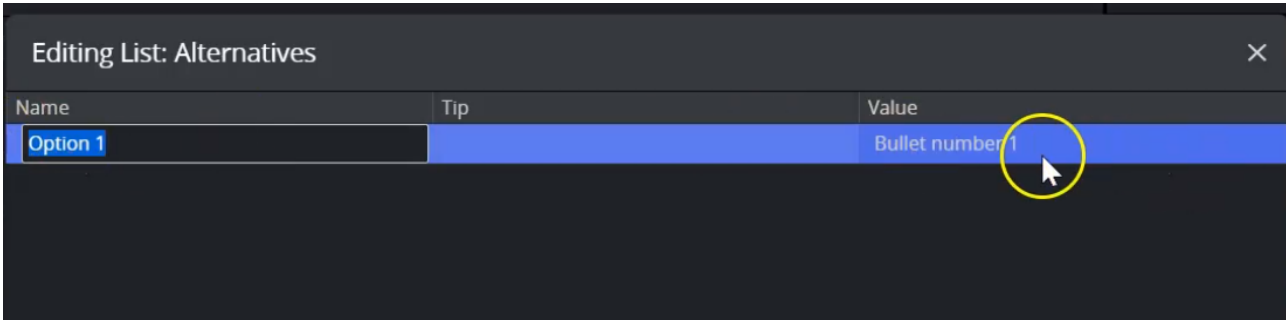 Editing List: Alternatives
Name Tip Value
Option 1 Bullet number 1